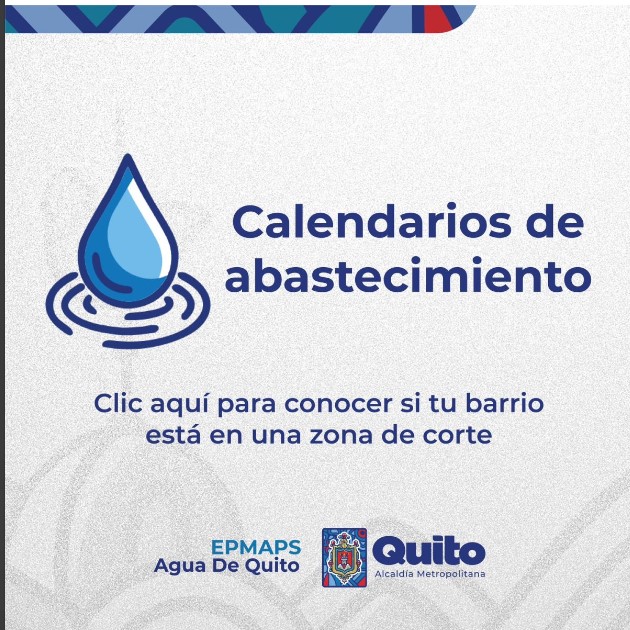 Calendarios de
abastecimiento
Clic aquí para conocer si tu barrio
está en una zona de corte
EPMAPS
Agua De Quito
Quito
Alcaldía Metropolitana